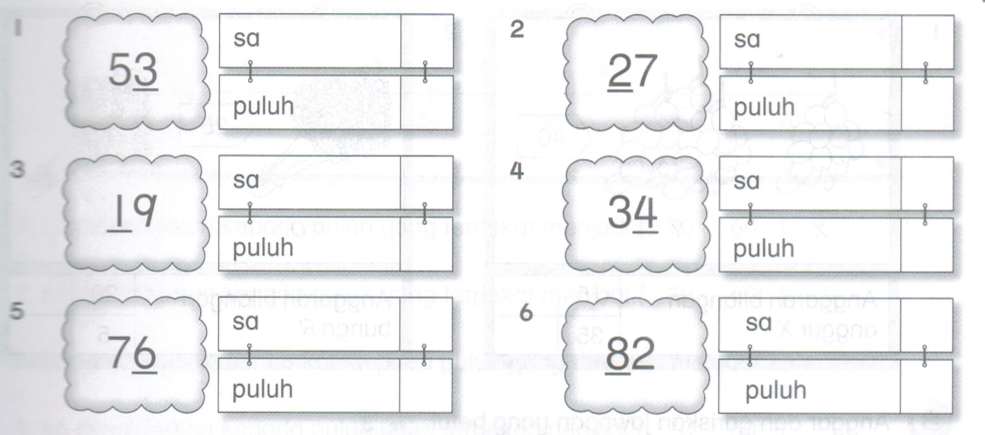 1 53 sa
puluh
2 27 sa
puluh
3 19 sa
puluh
4 34 sa
puluh
5 76 sa
puluh
6 82 sa
puluh